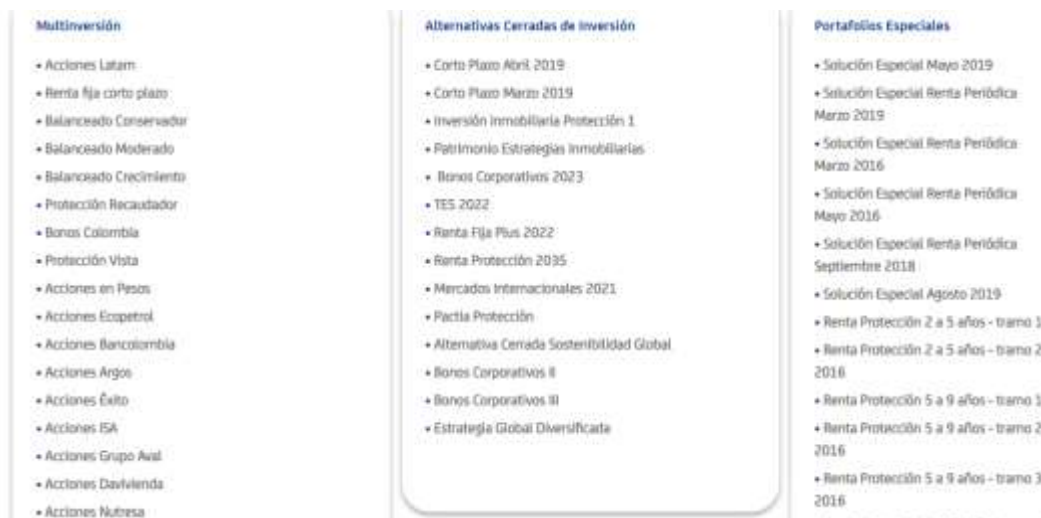 Multinversión
• Acciones Latam
• Renta fija corto plazo
• Balanceado Conservador
• Balanceado Moderado
• Balanceado Crecimiento
• Protección Recaudador
• Bonos Colombia
• Protección Vista
• Acciones en Pesos
• Acciones Ecopetrol
• Acciones Bancolombia
• Acciones Argos
• Acciones Éxito
• Acciones ISA
• Acciones Grupo Aval
• Acciones Davivienda
• Acciones Nutresa
Alternativas Cerradas de Inversión
• Corto Plazo Abril 2019
• Corto Plazo Marzo 2019
• Inversión Inmobiliaria Protección 1
• Patrimonio Estrategias Inmobiliarias
• Bonos Corporativos 2023
• TES 2022
• Renta Fija Plus 2022
• Renta Protección 2035
• Mercados Internacionales 2021
• Pactia Protección
• Alternativa Cerrada Sostenibilidad Global
• Bonos Corporativos II
• Bonos Corporativos III
• Estrategia Global Diversificada
Portafolios Especiales
• Solución Especial Mayo 2019
• Solución Especial Renta Periódica
Marzo 2019
• Solución Especial Renta Periódica
Marzo 2016
• Solución Especial Renta Periódica
Mayo 2016
• Solución Especial Renta Periódica
Septiembre 2018
• Solución Especial Agosto 2019
• Renta Protección 2 a 5 años - tramo 1
• Renta Protección 2 a 5 años - tramo 2
2016
• Renta Protección 5 a 9 años - tramo 1
• Renta Protección 5 a 9 años - tramo 2
2016
• Renta Protección 5 a 9 años - tramo 3
2016